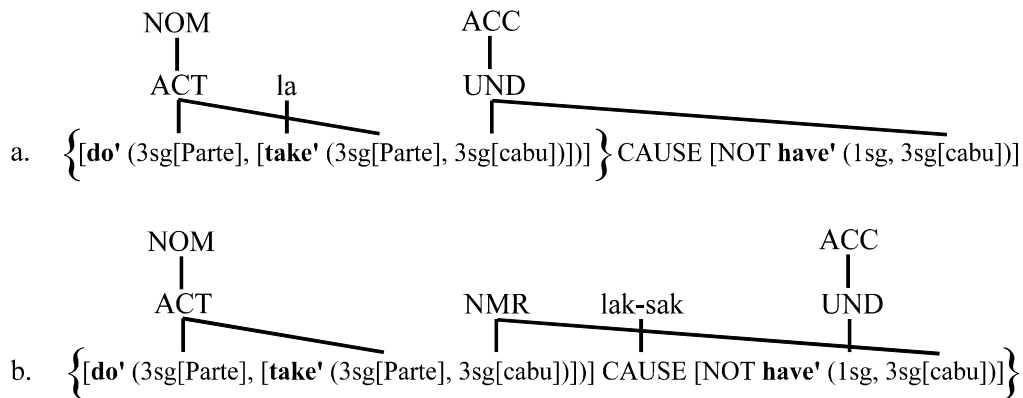 NOM ACC
ACT la UND
a. {[do' (3sg[Parte], [take' (3sg[Parte], 3sg[cabu])])]} CAUSE [NOT have' (1sg, 3sg[cabu])]
NOM ACC
ACT NMR lak-sak UND
b. {[do' (3sg[Parte], [take' (3sg[Parte], 3sg[cabu])])] CAUSE [NOT have' (1sg, 3sg[cabu])]}